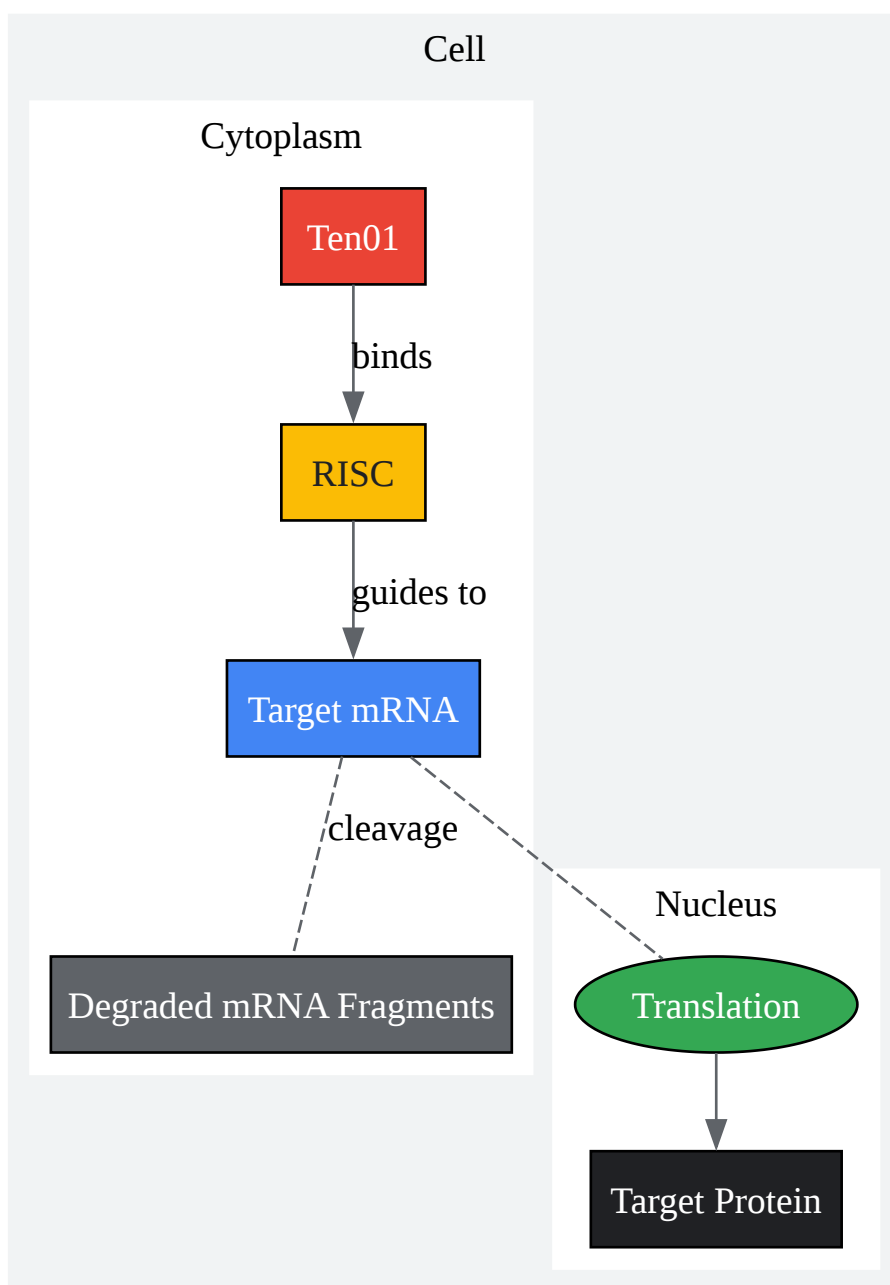 Cell
Cytoplasm
Ten01
binds
RISC
guides to
Target mRNA
cleavage
Degraded mRNA Fragments
Nucleus
Translation
Target Protein